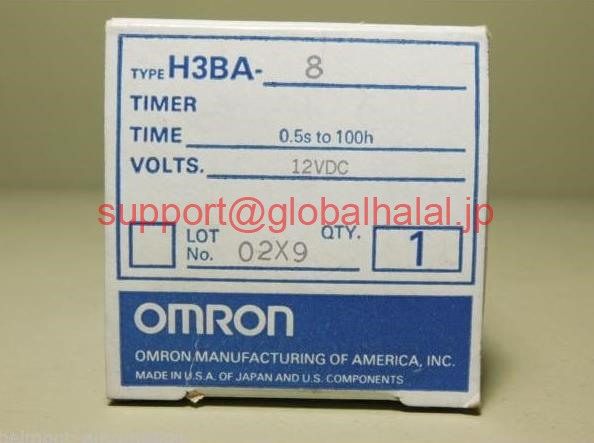 TYPE H3BA- 8
TIMER
TIME 0.5s to 100h
VOLTS. 12VDC
support@globalhalal.jp
LOT No. 02X9 QTY. 1
OMRON
OMRON MANUFACTURING OF AMERICA, INC.
MADE IN U.S.A. OF JAPAN AND U.S. COMPONENTS